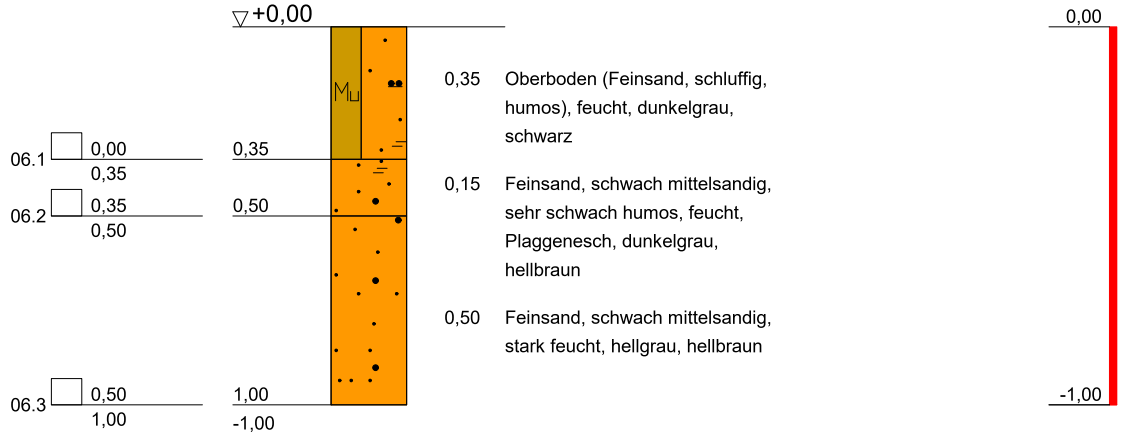 +0,00
0,00
0,35 Oberboden (Feinsand, schluffig,
humos), feucht, dunkelgrau,
schwarz
Mu
06.1 0,00 0,35
0,35
0,15 Feinsand, schwach mittelsandig,
sehr schwach humos, feucht,
Plaggenesch, dunkelgrau,
hellbraun
06.2 0,35 0,50
0,50
0,50 Feinsand, schwach mittelsandig,
stark feucht, hellgrau, hellbraun
06.3 0,50 1,00 -1,00
1,00 -1,00